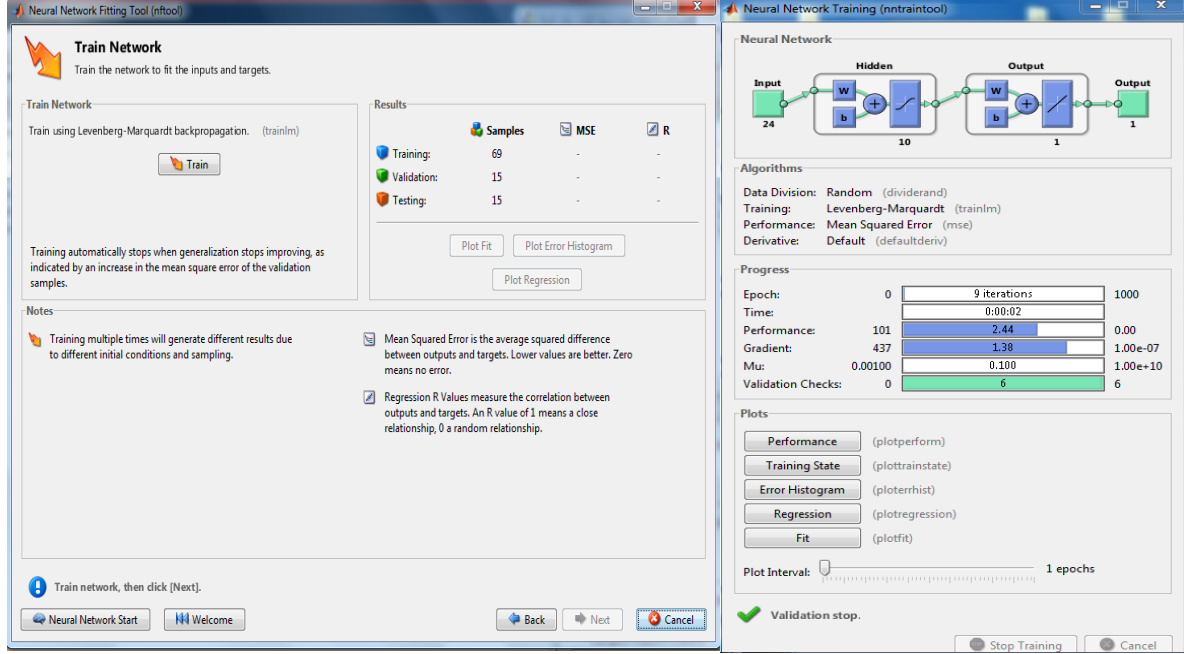 Neural Network Fitting Tool (nftool)
Train Network
Train the network to fit the inputs and targets.
Train Network
Train using Levenberg-Marquardt backpropagation. (trainlm)
Train
Training automatically stops when generalization stops improving, as
indicated by an increase in the mean square error of the validation
samples.
Results
Samples MSE R
Training: 69 - -
Validation: 15 - -
Testing: 15 - -
Plot Fit Plot Error Histogram
Plot Regression
Notes
Training multiple times will generate different results due
to different initial conditions and sampling.
Mean Squared Error is the average squared difference
between outputs and targets. Lower values are better. Zero
means no error.
Regression R Values measure the correlation between
outputs and targets. An R value of 1 means a close
relationship, 0 a random relationship.
Train network, then click [Next].
Neural Network Start Welcome Back Next Cancel
Neural Network Training (nntraintool)
Neural Network
Hidden Output
Input Output
W W
+ +
b b
24 1
10 1
Algorithms
Data Division: Random (dividerand)
Training: Levenberg-Marquardt (trainlm)
Performance: Mean Squared Error (mse)
Derivative: Default (defaultderiv)
Progress
Epoch: 0 9 iterations 1000
Time: 0:00:02
Performance: 101 2.44 0.00
Gradient: 437 1.38 1.00e-07
Mu: 0.00100 0.100 1.00e+10
Validation Checks: 0 6 6
Plots
Performance (plotperform)
Training State (plottrainstate)
Error Histogram (ploterrhist)
Regression (plotregression)
Fit (plotfit)
Plot Interval: 1 epochs
Validation stop.
Stop Training Cancel